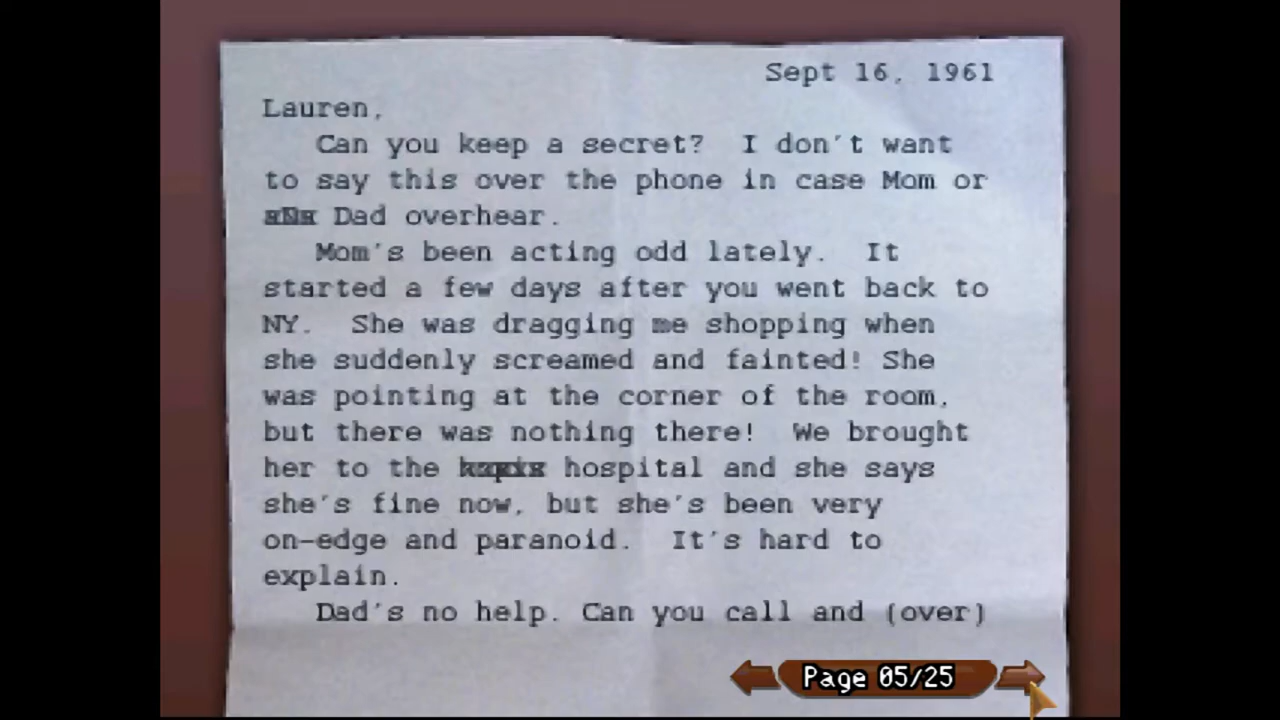 Sept 16, 1961
Lauren,
Can you keep a secret? I don't want
to say this over the phone in case Mom or
Dad overhear.
Mom's been acting odd lately. It
started a few days after you went back to
NY. She was dragging me shopping when
she suddenly screamed and fainted! She
was pointing at the corner of the room,
but there was nothing there! We brought
her to the hospital and she says
she's fine now, but she's been very
on-edge and paranoid. It's hard to
explain.
Dad's no help. Can you call and (over)
Page 05/25